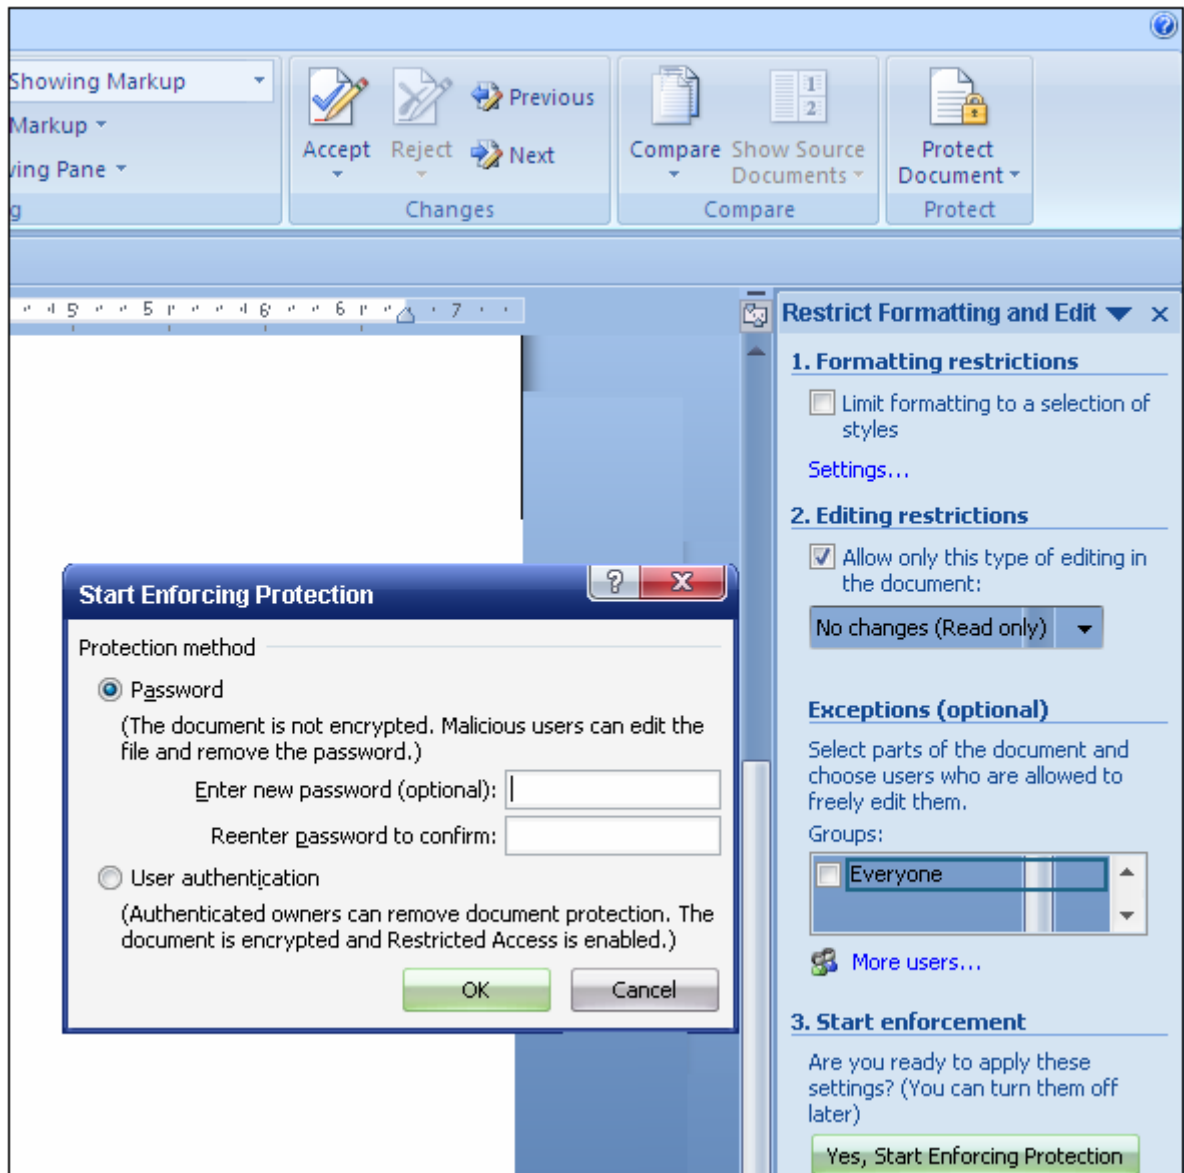 Showing Markup
Markup
ing Pane
g
Accept
Reject
Previous
Next
Changes
Compare
Show Source
Documents
Compare
Protect
Document
Protect
5 6 7
Restrict Formatting and Edit
1. Formatting restrictions
Limit formatting to a selection of
styles
Settings...
2. Editing restrictions
Allow only this type of editing in
the document:
No changes (Read only)
Exceptions (optional)
Select parts of the document and
choose users who are allowed to
freely edit them.
Groups:
Everyone
More users...
3. Start enforcement
Are you ready to apply these
settings? (You can turn them off
later)
Yes, Start Enforcing Protection
Start Enforcing Protection
Protection method
Password
(The document is not encrypted. Malicious users can edit the
file and remove the password.)
Enter new password (optional):
Reenter password to confirm:
User authentication
(Authenticated owners can remove document protection. The
document is encrypted and Restricted Access is enabled.)
OK
Cancel